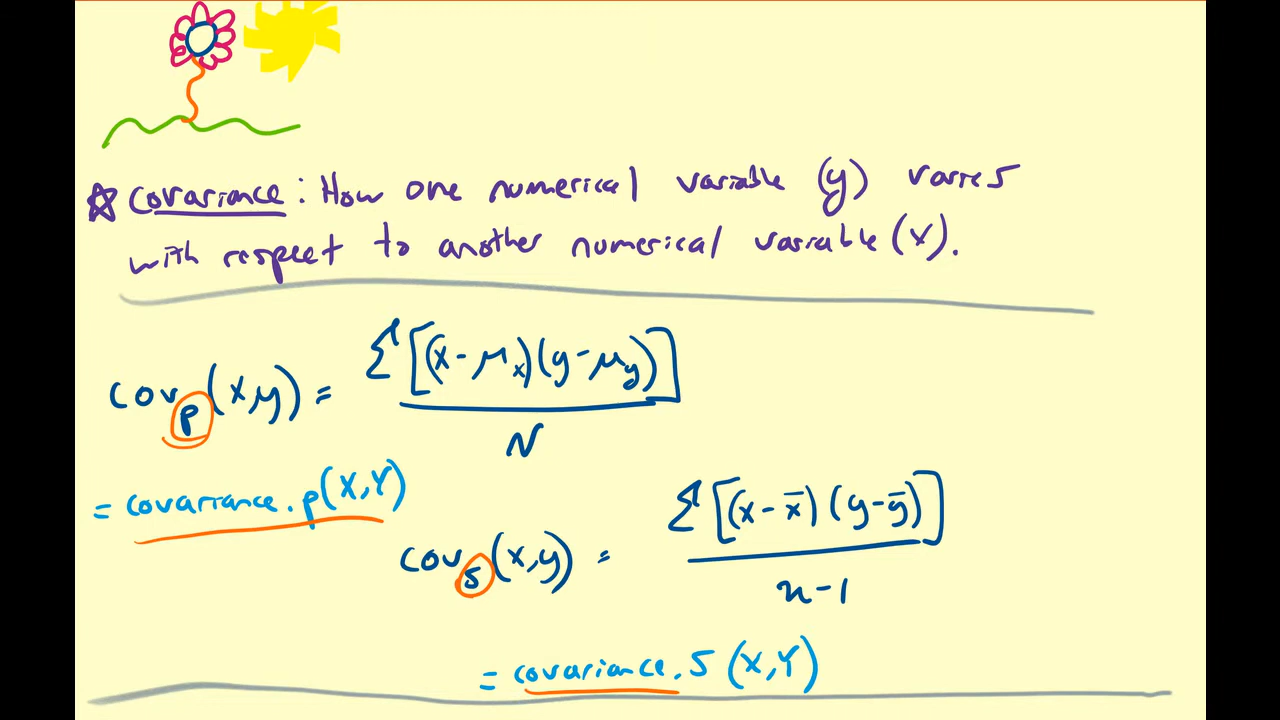 ☆ Covariance: How one numerical variable (y) varies
with respect to another numerical variable (x).
cov_p(x,y) = Σ[(x-μ_x)(y-μ_y)] / N
= covariance.p(X,Y)
cov_s(x,y) = Σ[(x-x̄)(y-ȳ)] / n-1
= covariance.S(X,Y)